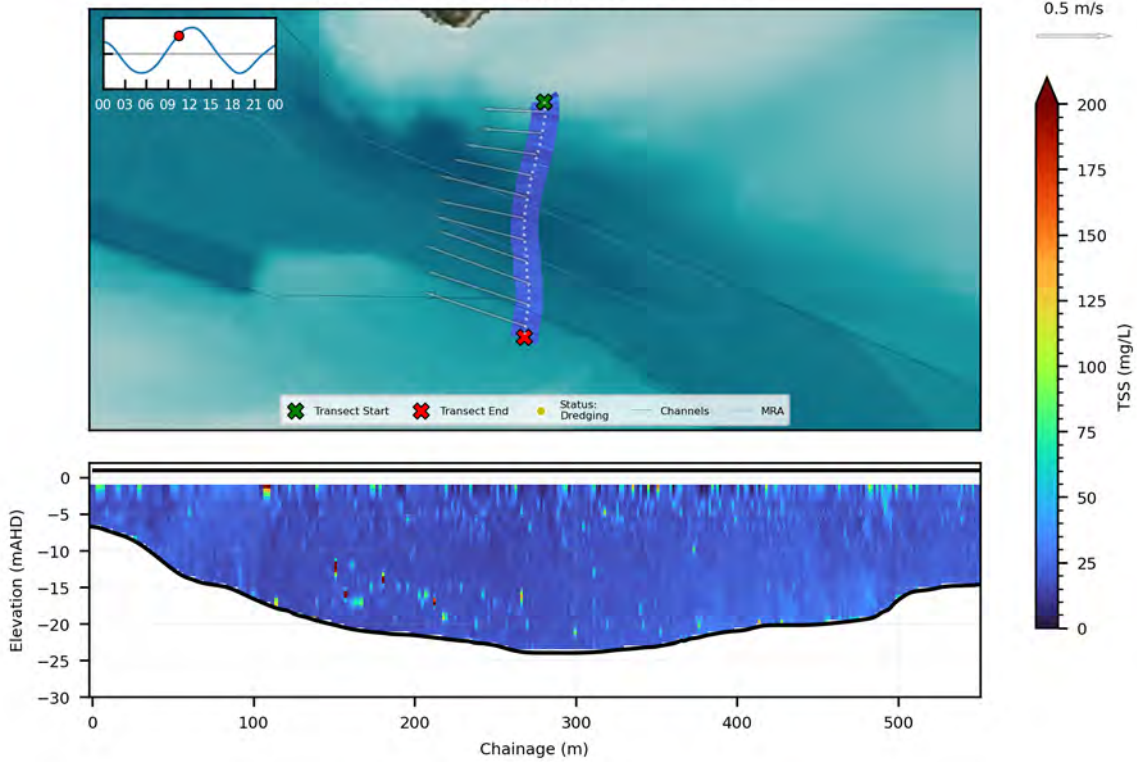 0.5 m/s
00 03 06 09 12 15 18 21 00
200
175
150
125
100
75
50
25
0
TSS (mg/L)
Transect Start
Transect End
Status:
Dredging
Channels
MRA
Elevation (mAHD)
0
−5
−10
−15
−20
−25
−30
0 100 200 300 400 500
Chainage (m)